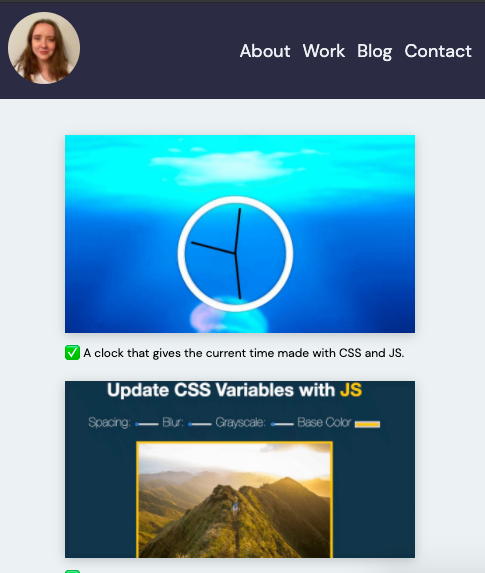 About Work Blog Contact
✅ A clock that gives the current time made with CSS and JS.
Update CSS Variables with JS
Spacing: Blur: Grayscale: Base Color